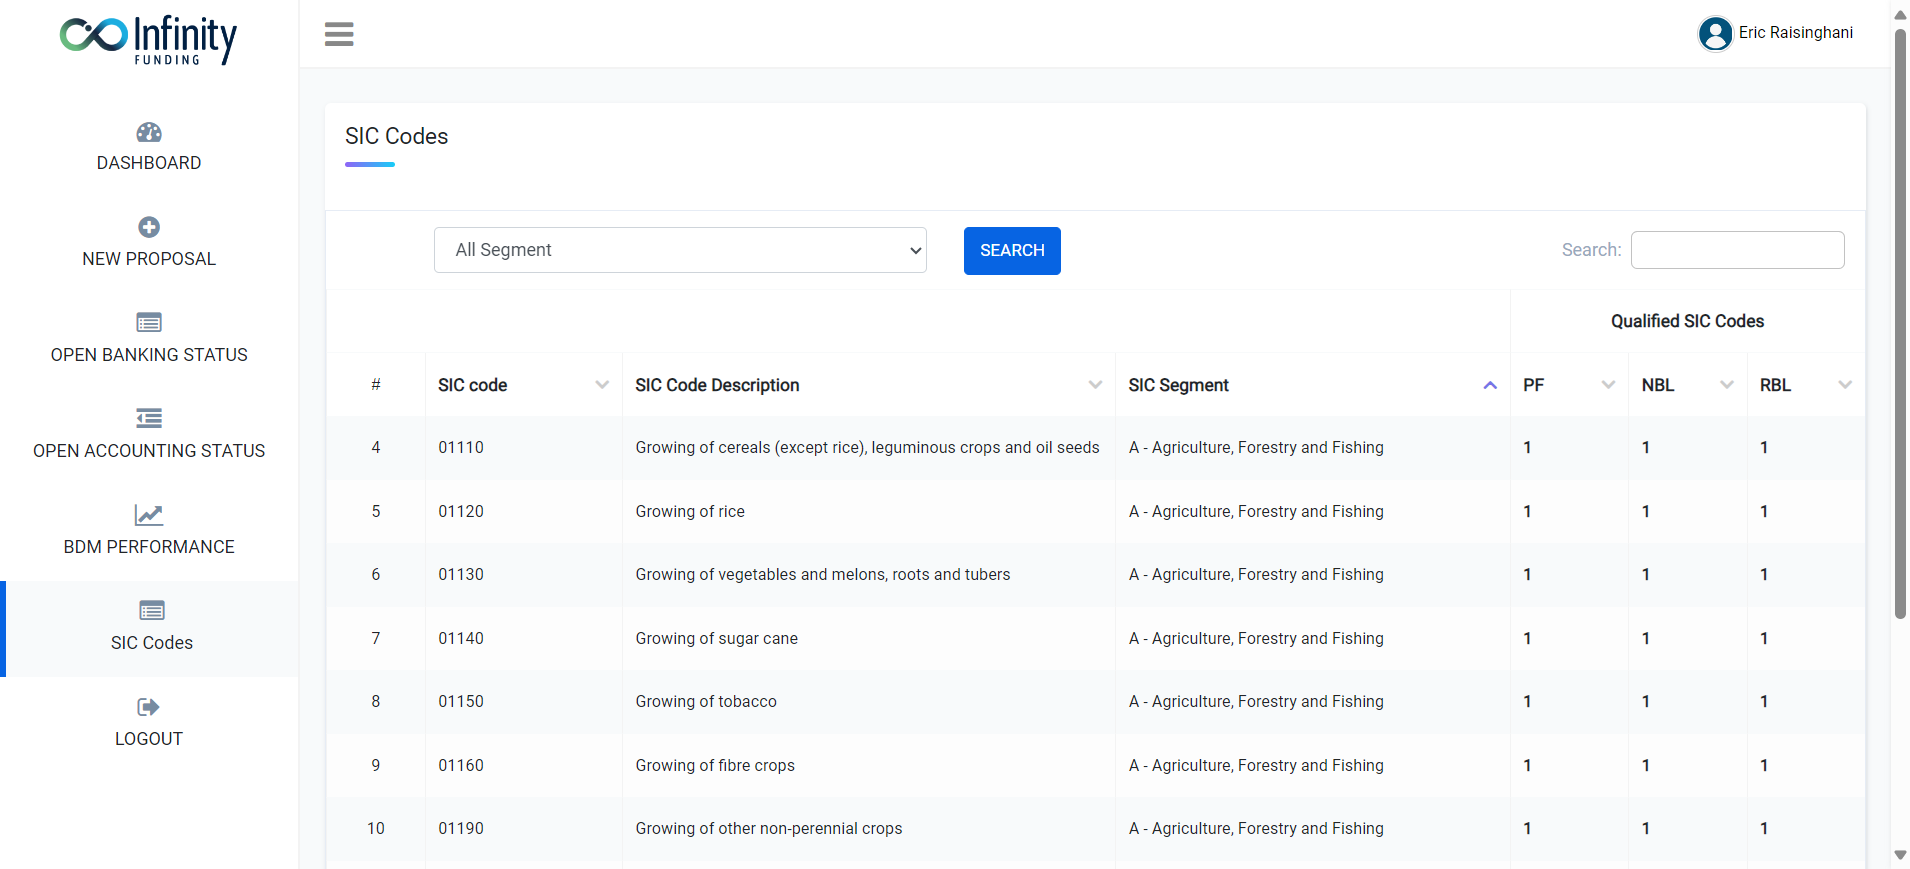 Infinity
FUNDING
Eric Raisinghani
DASHBOARD
NEW PROPOSAL
OPEN BANKING STATUS
OPEN ACCOUNTING STATUS
BDM PERFORMANCE
SIC Codes
LOGOUT
SIC Codes
All Segment SEARCH Search:
Qualified SIC Codes
# SIC code SIC Code Description SIC Segment PF NBL RBL
4 01110 Growing of cereals (except rice), leguminous crops and oil seeds A - Agriculture, Forestry and Fishing 1 1 1
5 01120 Growing of rice A - Agriculture, Forestry and Fishing 1 1 1
6 01130 Growing of vegetables and melons, roots and tubers A - Agriculture, Forestry and Fishing 1 1 1
7 01140 Growing of sugar cane A - Agriculture, Forestry and Fishing 1 1 1
8 01150 Growing of tobacco A - Agriculture, Forestry and Fishing 1 1 1
9 01160 Growing of fibre crops A - Agriculture, Forestry and Fishing 1 1 1
10 01190 Growing of other non-perennial crops A - Agriculture, Forestry and Fishing 1 1 1